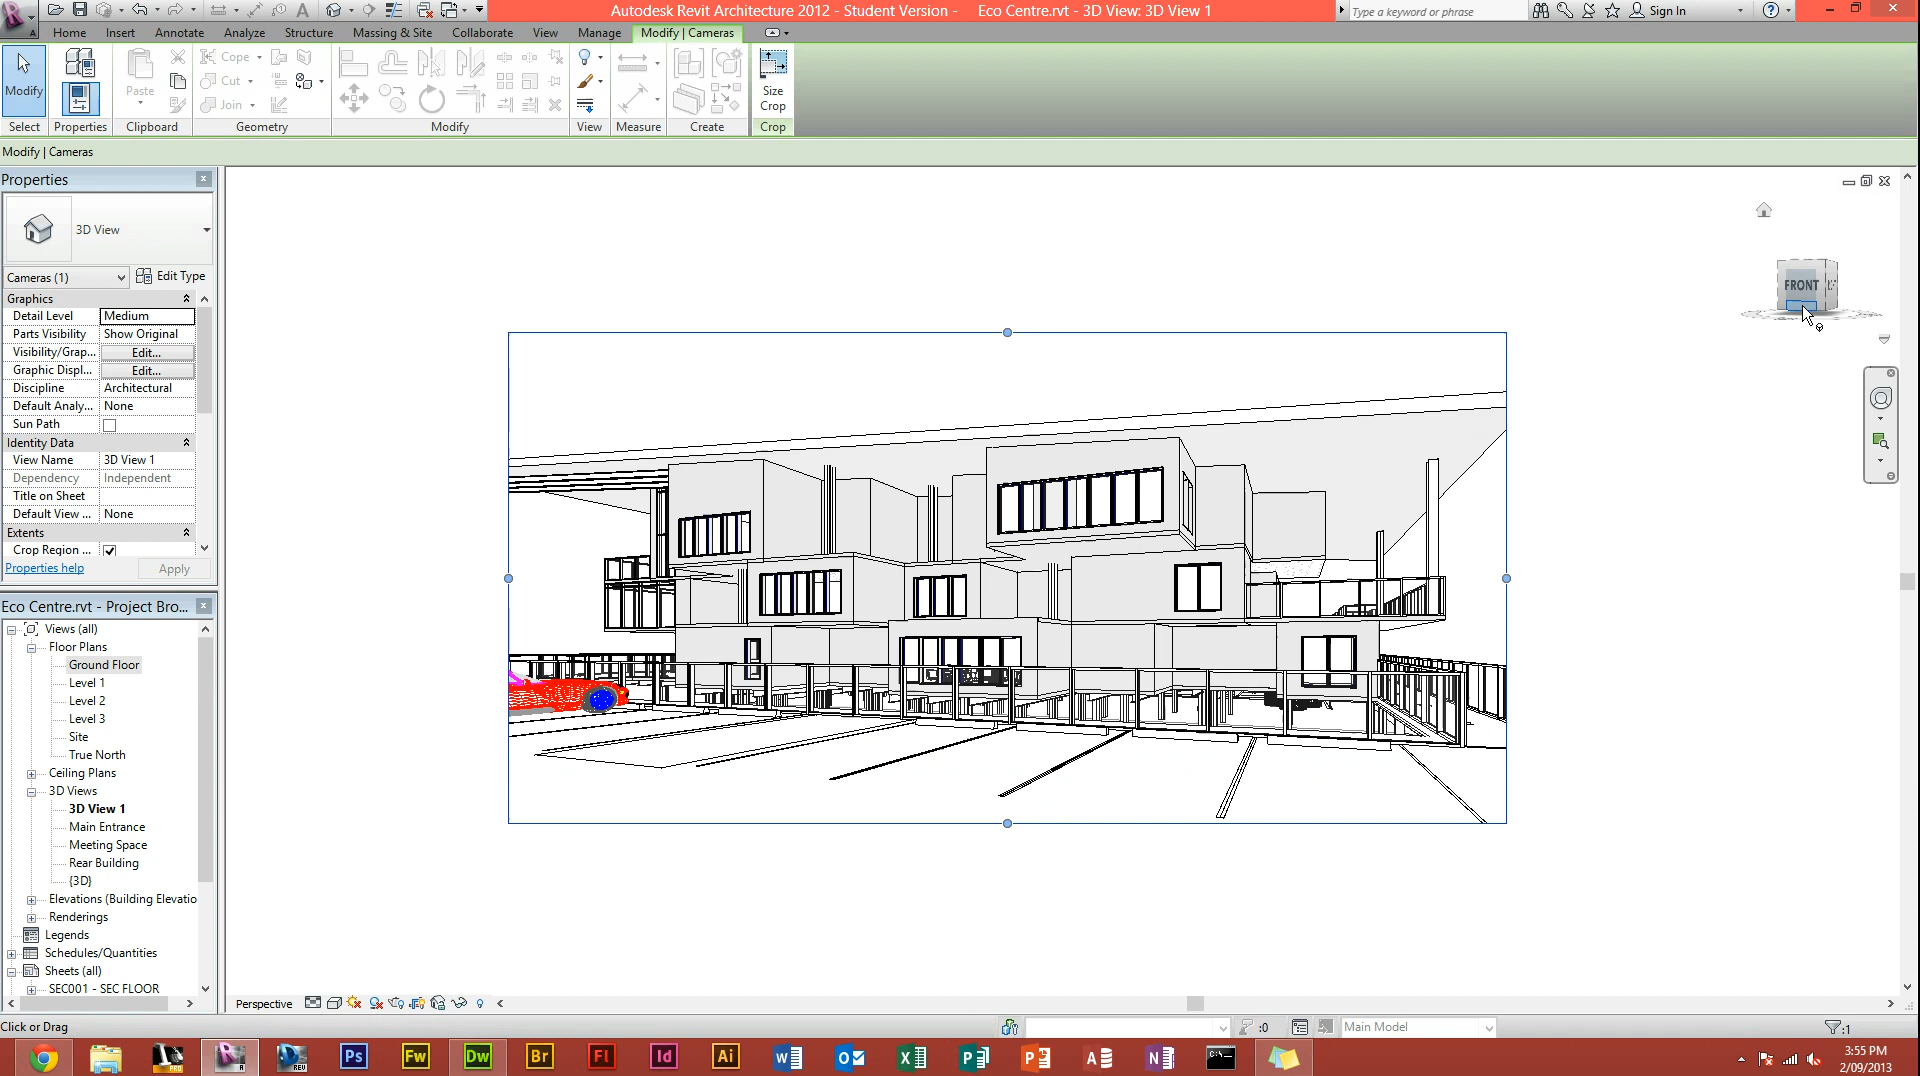 Autodesk Revit Architecture 2012 - Student Version -     Eco Centre.rvt - 3D View: 3D View 1
Type a keyword or phrase
Sign In
Home Insert Annotate Analyze Structure Massing & Site Collaborate View Manage Modify | Cameras
Modify
Paste
Cope
Cut
Join
Size
Crop
Select Properties Clipboard Geometry Modify View Measure Create Crop
Modify | Cameras
Properties
3D View
Cameras (1) Edit Type
Graphics
Detail Level Medium
Parts Visibility Show Original
Visibility/Grap... Edit...
Graphic Displ... Edit...
Discipline Architectural
Default Analy... None
Sun Path
Identity Data
View Name 3D View 1
Dependency Independent
Title on Sheet
Default View ... None
Extents
Crop Region ...
Properties help Apply
Eco Centre.rvt - Project Bro...
Views (all)
Floor Plans
Ground Floor
Level 1
Level 2
Level 3
Site
True North
Ceiling Plans
3D Views
3D View 1
Main Entrance
Meeting Space
Rear Building
{3D}
Elevations (Building Elevatio
Renderings
Legends
Schedules/Quantities
Sheets (all)
SEC001 - SEC FLOOR
FRONT
Perspective
Click or Drag
:0
Main Model
:1
Ps Fw Dw Br Fl Id Ai
3:55 PM
2/09/2013